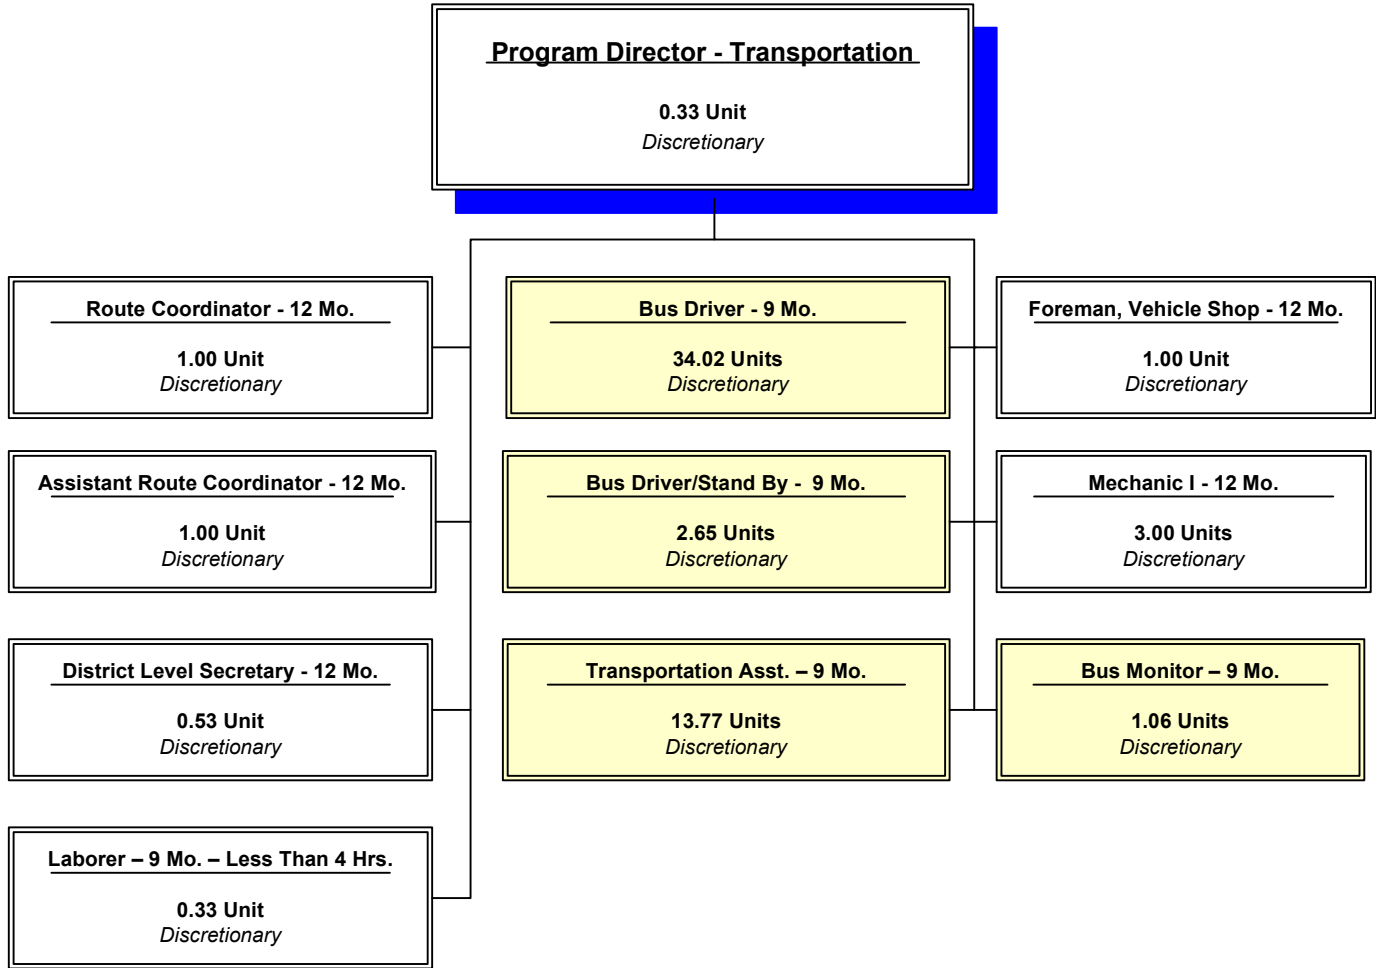 Program Director - Transportation
0.33 Unit
Discretionary
Route Coordinator - 12 Mo.
1.00 Unit
Discretionary
Bus Driver - 9 Mo.
34.02 Units
Discretionary
Foreman, Vehicle Shop - 12 Mo.
1.00 Unit
Discretionary
Assistant Route Coordinator - 12 Mo.
1.00 Unit
Discretionary
Bus Driver/Stand By - 9 Mo.
2.65 Units
Discretionary
Mechanic I - 12 Mo.
3.00 Units
Discretionary
District Level Secretary - 12 Mo.
0.53 Unit
Discretionary
Transportation Asst. – 9 Mo.
13.77 Units
Discretionary
Bus Monitor – 9 Mo.
1.06 Units
Discretionary
Laborer – 9 Mo. – Less Than 4 Hrs.
0.33 Unit
Discretionary